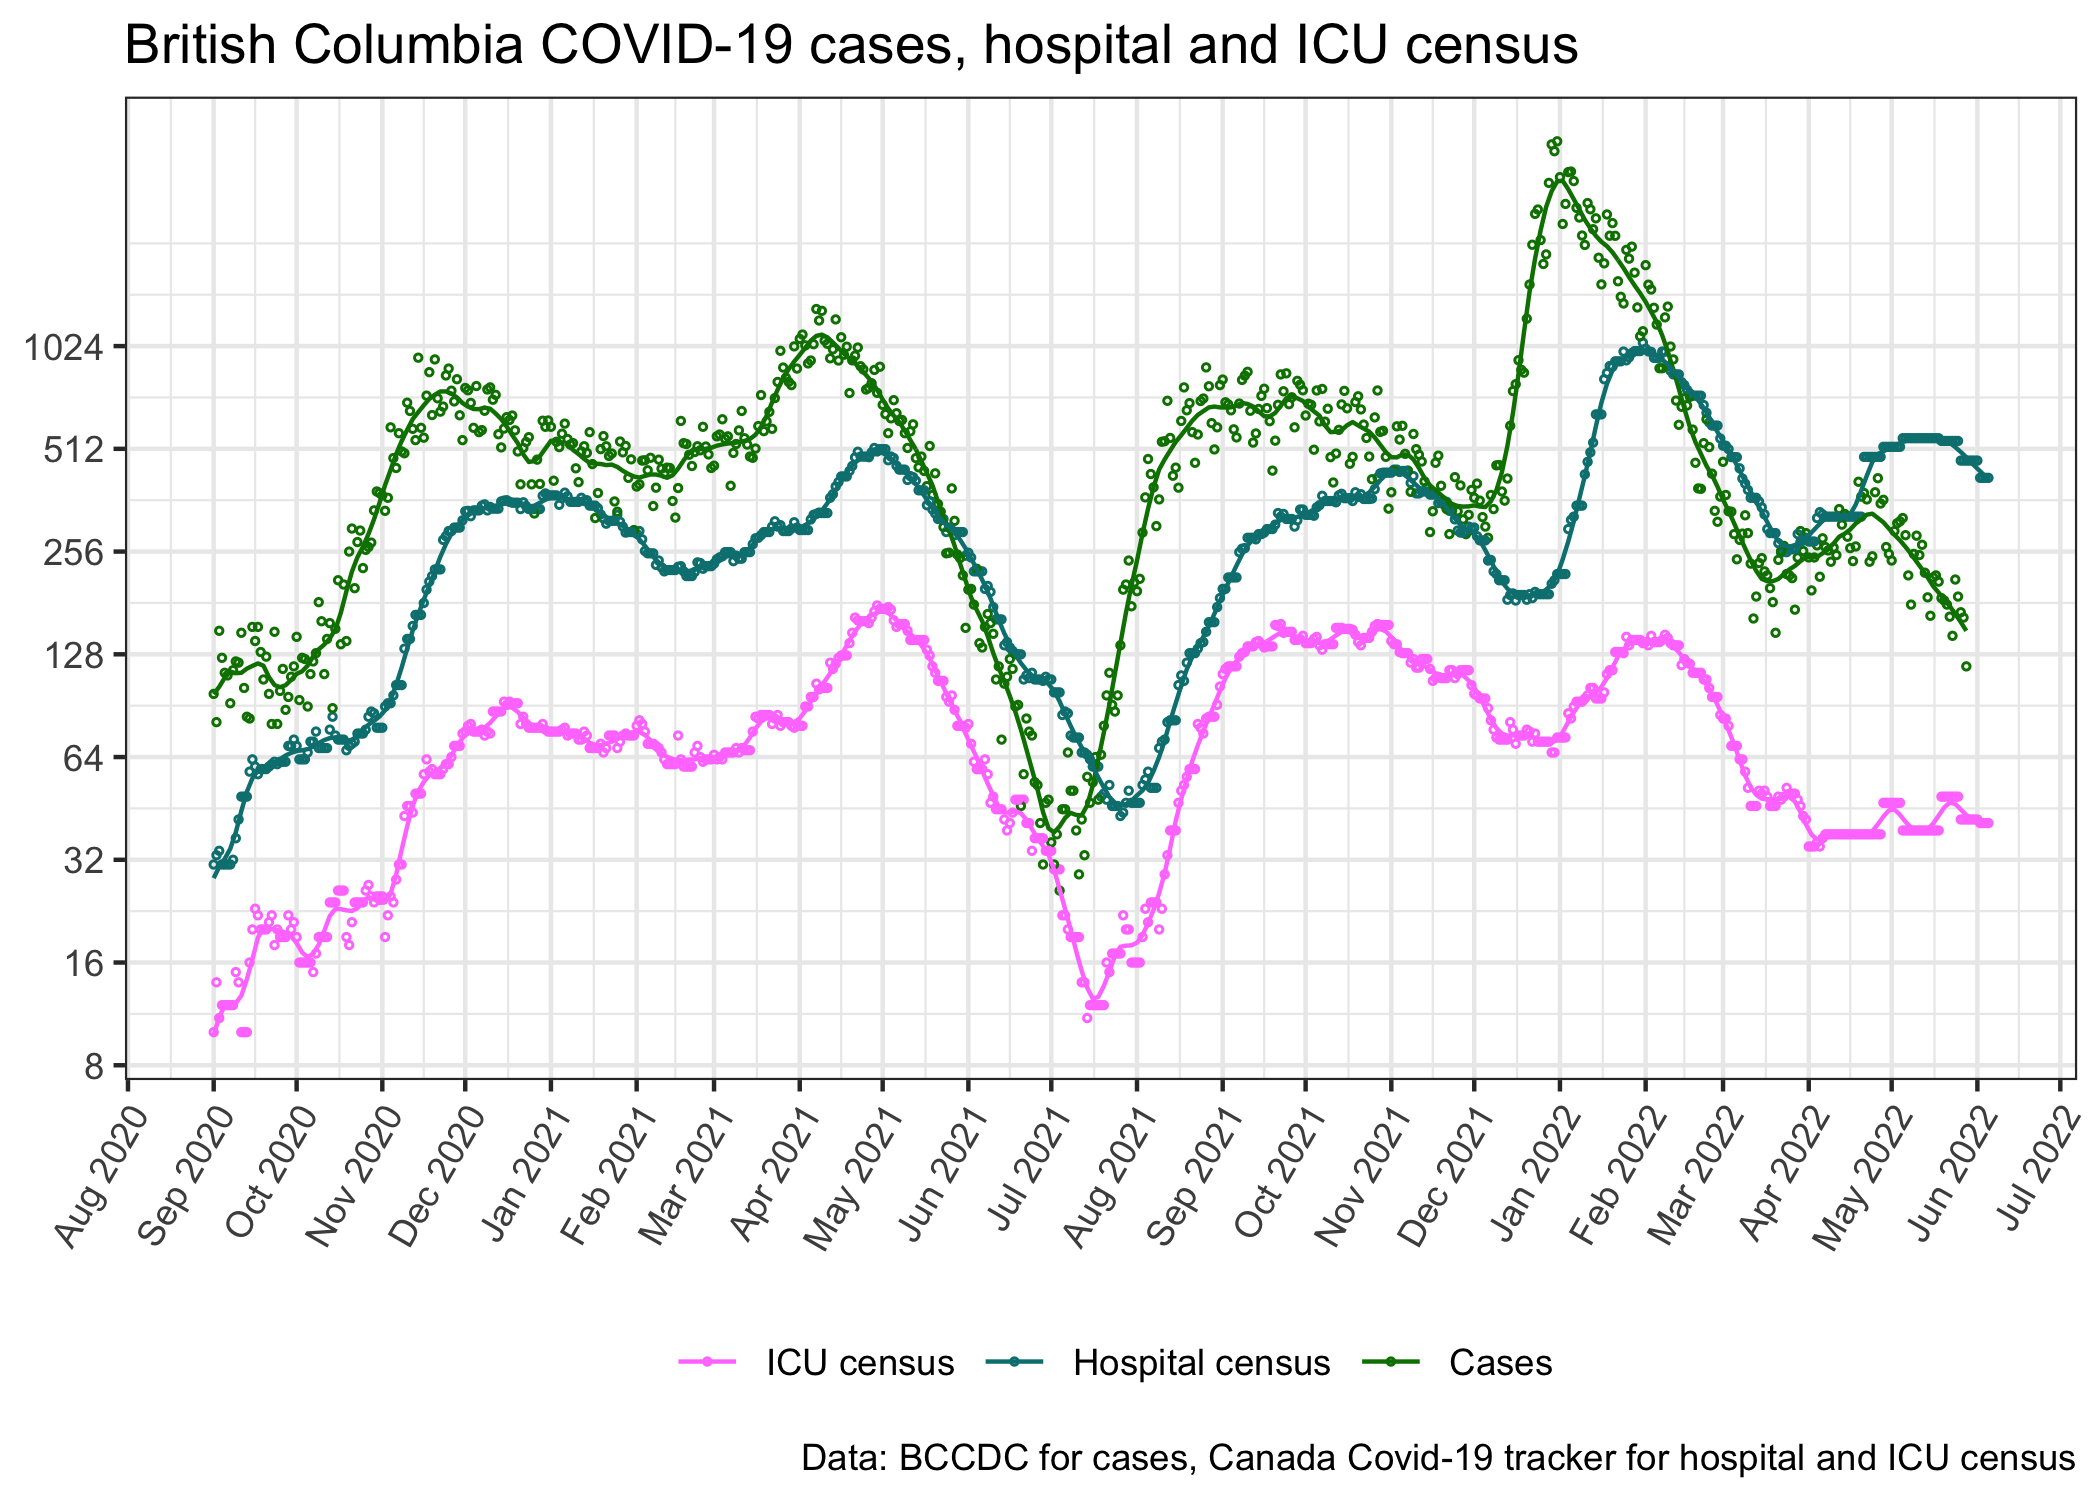 British Columbia COVID-19 cases, hospital and ICU census
1024
512
256
128
64
32
16
8
Aug 2020
Sep 2020
Oct 2020
Nov 2020
Dec 2020
Jan 2021
Feb 2021
Mar 2021
Apr 2021
May 2021
Jun 2021
Jul 2021
Aug 2021
Sep 2021
Oct 2021
Nov 2021
Dec 2021
Jan 2022
Feb 2022
Mar 2022
Apr 2022
May 2022
Jun 2022
Jul 2022
ICU census
Hospital census
Cases
Data: BCCDC for cases, Canada Covid-19 tracker for hospital and ICU census